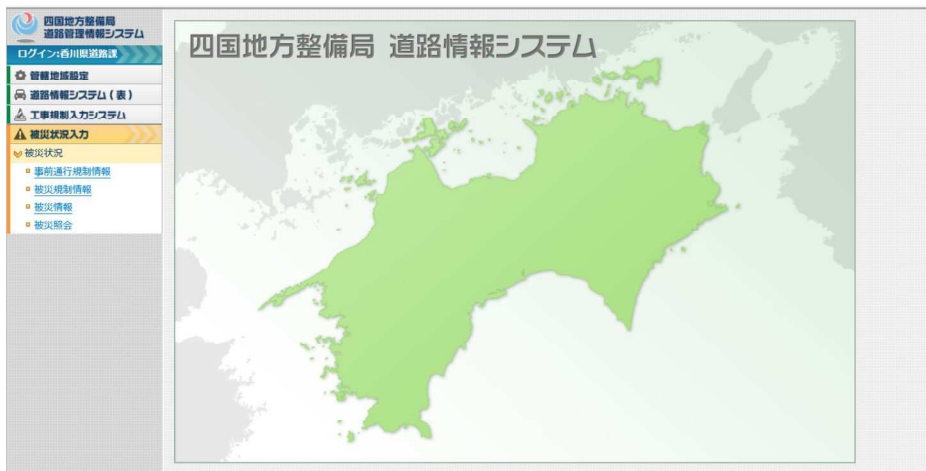 四国地方整備局
道路管理情報システム
ログイン:香川県道路課
管轄地域設定
道路情報システム(表)
工事規制入力システム
被災状況入力
被災状況
事前通行規制情報
被災規制情報
被災情報
被災照会
四国地方整備局 道路情報システム